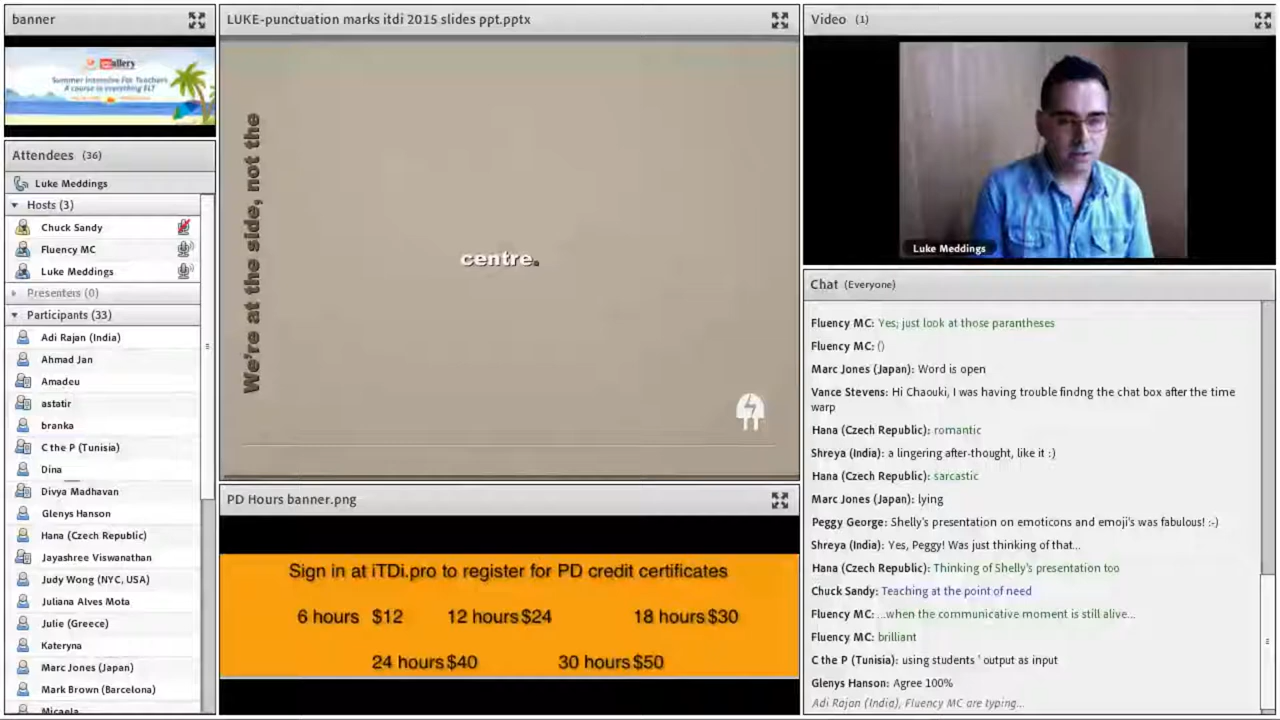 banner
allery
Summer Intensive For Teachers
A course in everything ELT
Attendees (36)
Luke Meddings
Hosts (3)
Chuck Sandy
Fluency MC
Luke Meddings
Presenters (0)
Participants (33)
Adi Rajan (India)
Ahmad Jan
Amadeu
astatir
branka
C the P (Tunisia)
Dina
Divya Madhavan
Glenys Hanson
Hana (Czech Republic)
Jayashree Viswanathan
Judy Wong (NYC, USA)
Juliana Alves Mota
Julie (Greece)
Kateryna
Marc Jones (Japan)
Mark Brown (Barcelona)
Micaela
LUKE-punctuation marks itdi 2015 slides ppt.pptx
We're at the side, not the
centre.
PD Hours banner.png
Sign in at iTDi.pro to register for PD credit certificates
6 hours $12 12 hours $24 18 hours $30
24 hours $40 30 hours $50
Video (1)
Luke Meddings
Chat (Everyone)
Fluency MC: Yes; just look at those parantheses
Fluency MC: ()
Marc Jones (Japan): Word is open
Vance Stevens: Hi Chaouki, I was having trouble findng the chat box after the time
warp
Hana (Czech Republic): romantic
Shreya (India): a lingering after-thought, like it :)
Hana (Czech Republic): sarcastic
Marc Jones (Japan): lying
Peggy George: Shelly's presentation on emoticons and emoji's was fabulous! :-)
Shreya (India): Yes, Peggy! Was just thinking of that...
Hana (Czech Republic): Thinking of Shelly's presentation too
Chuck Sandy: Teaching at the point of need
Fluency MC: ...when the communicative moment is still alive...
Fluency MC: brilliant
C the P (Tunisia): using students ' output as input
Glenys Hanson: Agree 100%
Adi Rajan (India), Fluency MC are typing...